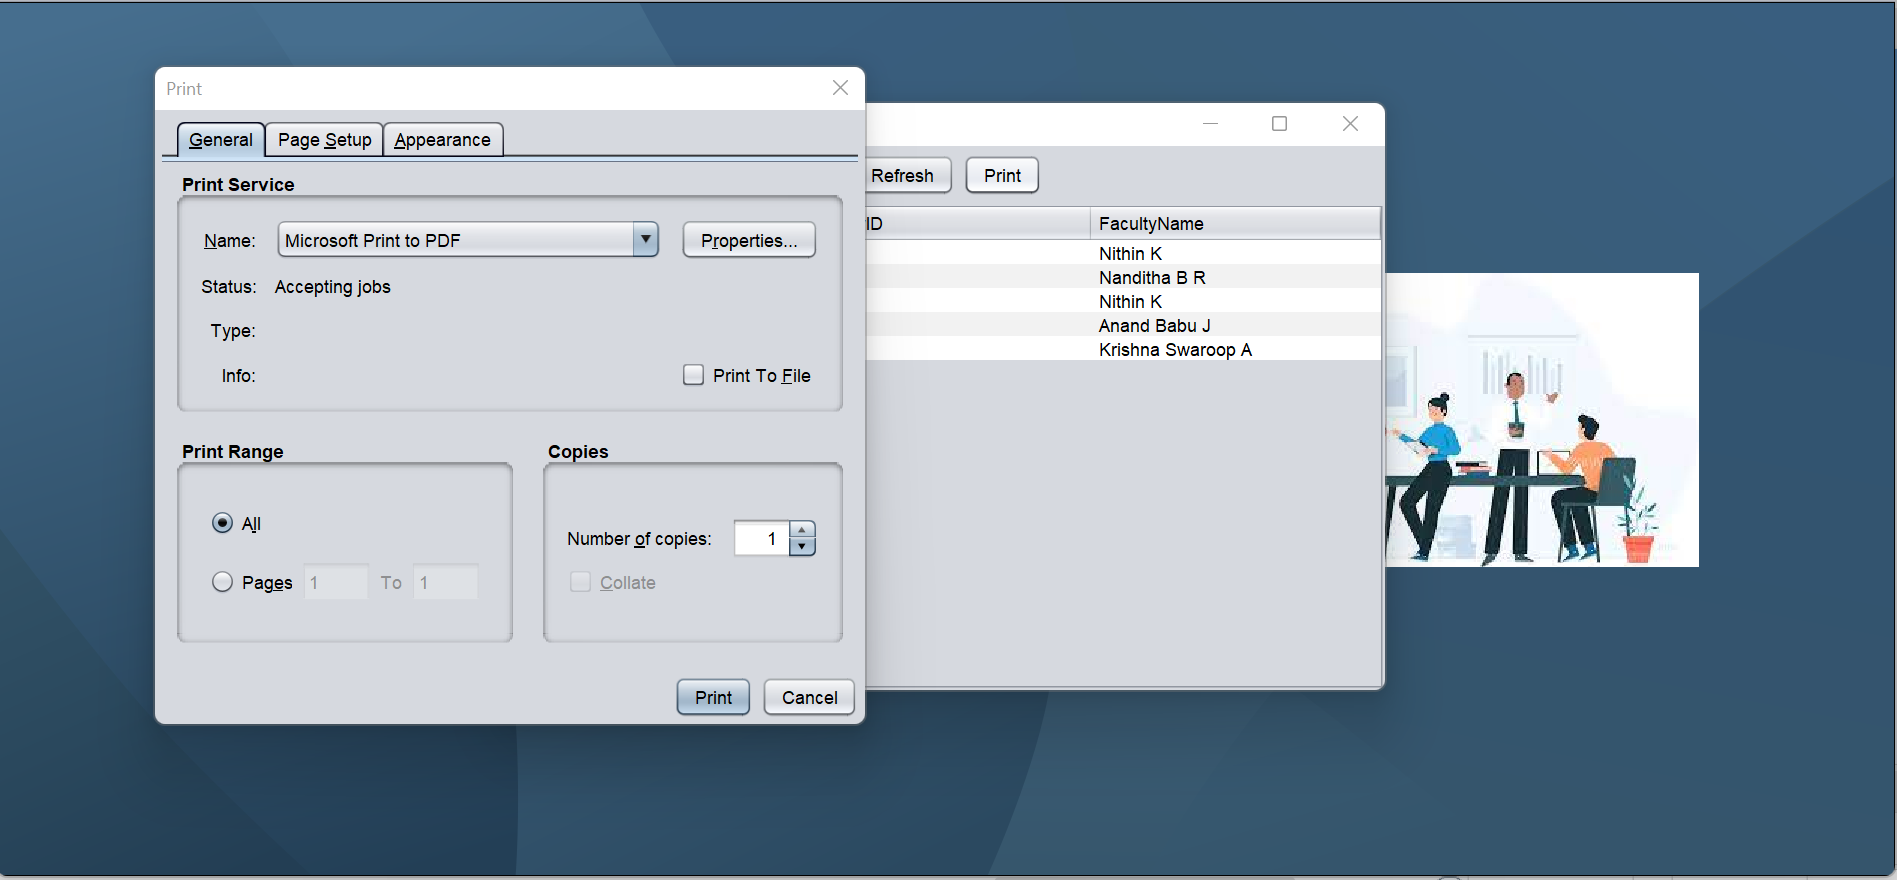 Print
General Page Setup Appearance
Print Service
Name: Microsoft Print to PDF Properties...
Status: Accepting jobs
Type:
Info: Print To File
Print Range
All
Pages 1 To 1
Copies
Number of copies: 1
Collate
Print Cancel
Refresh Print
ID FacultyName
Nithin K
Nanditha B R
Nithin K
Anand Babu J
Krishna Swaroop A